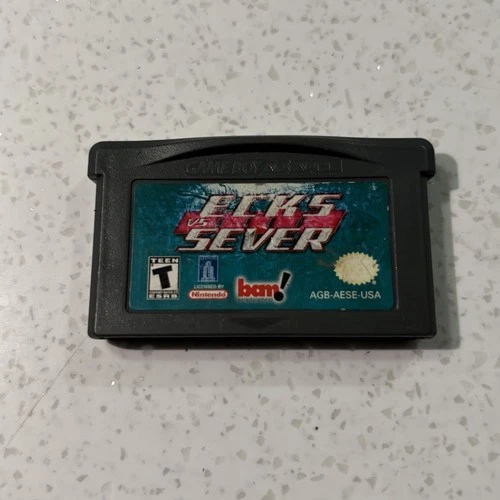 GAME BOY ADVANCE
ECKS
VS
SEVER
TEEN
T
ESRB
LICENSED BY
Nintendo
bam!
AGB-AESE-USA